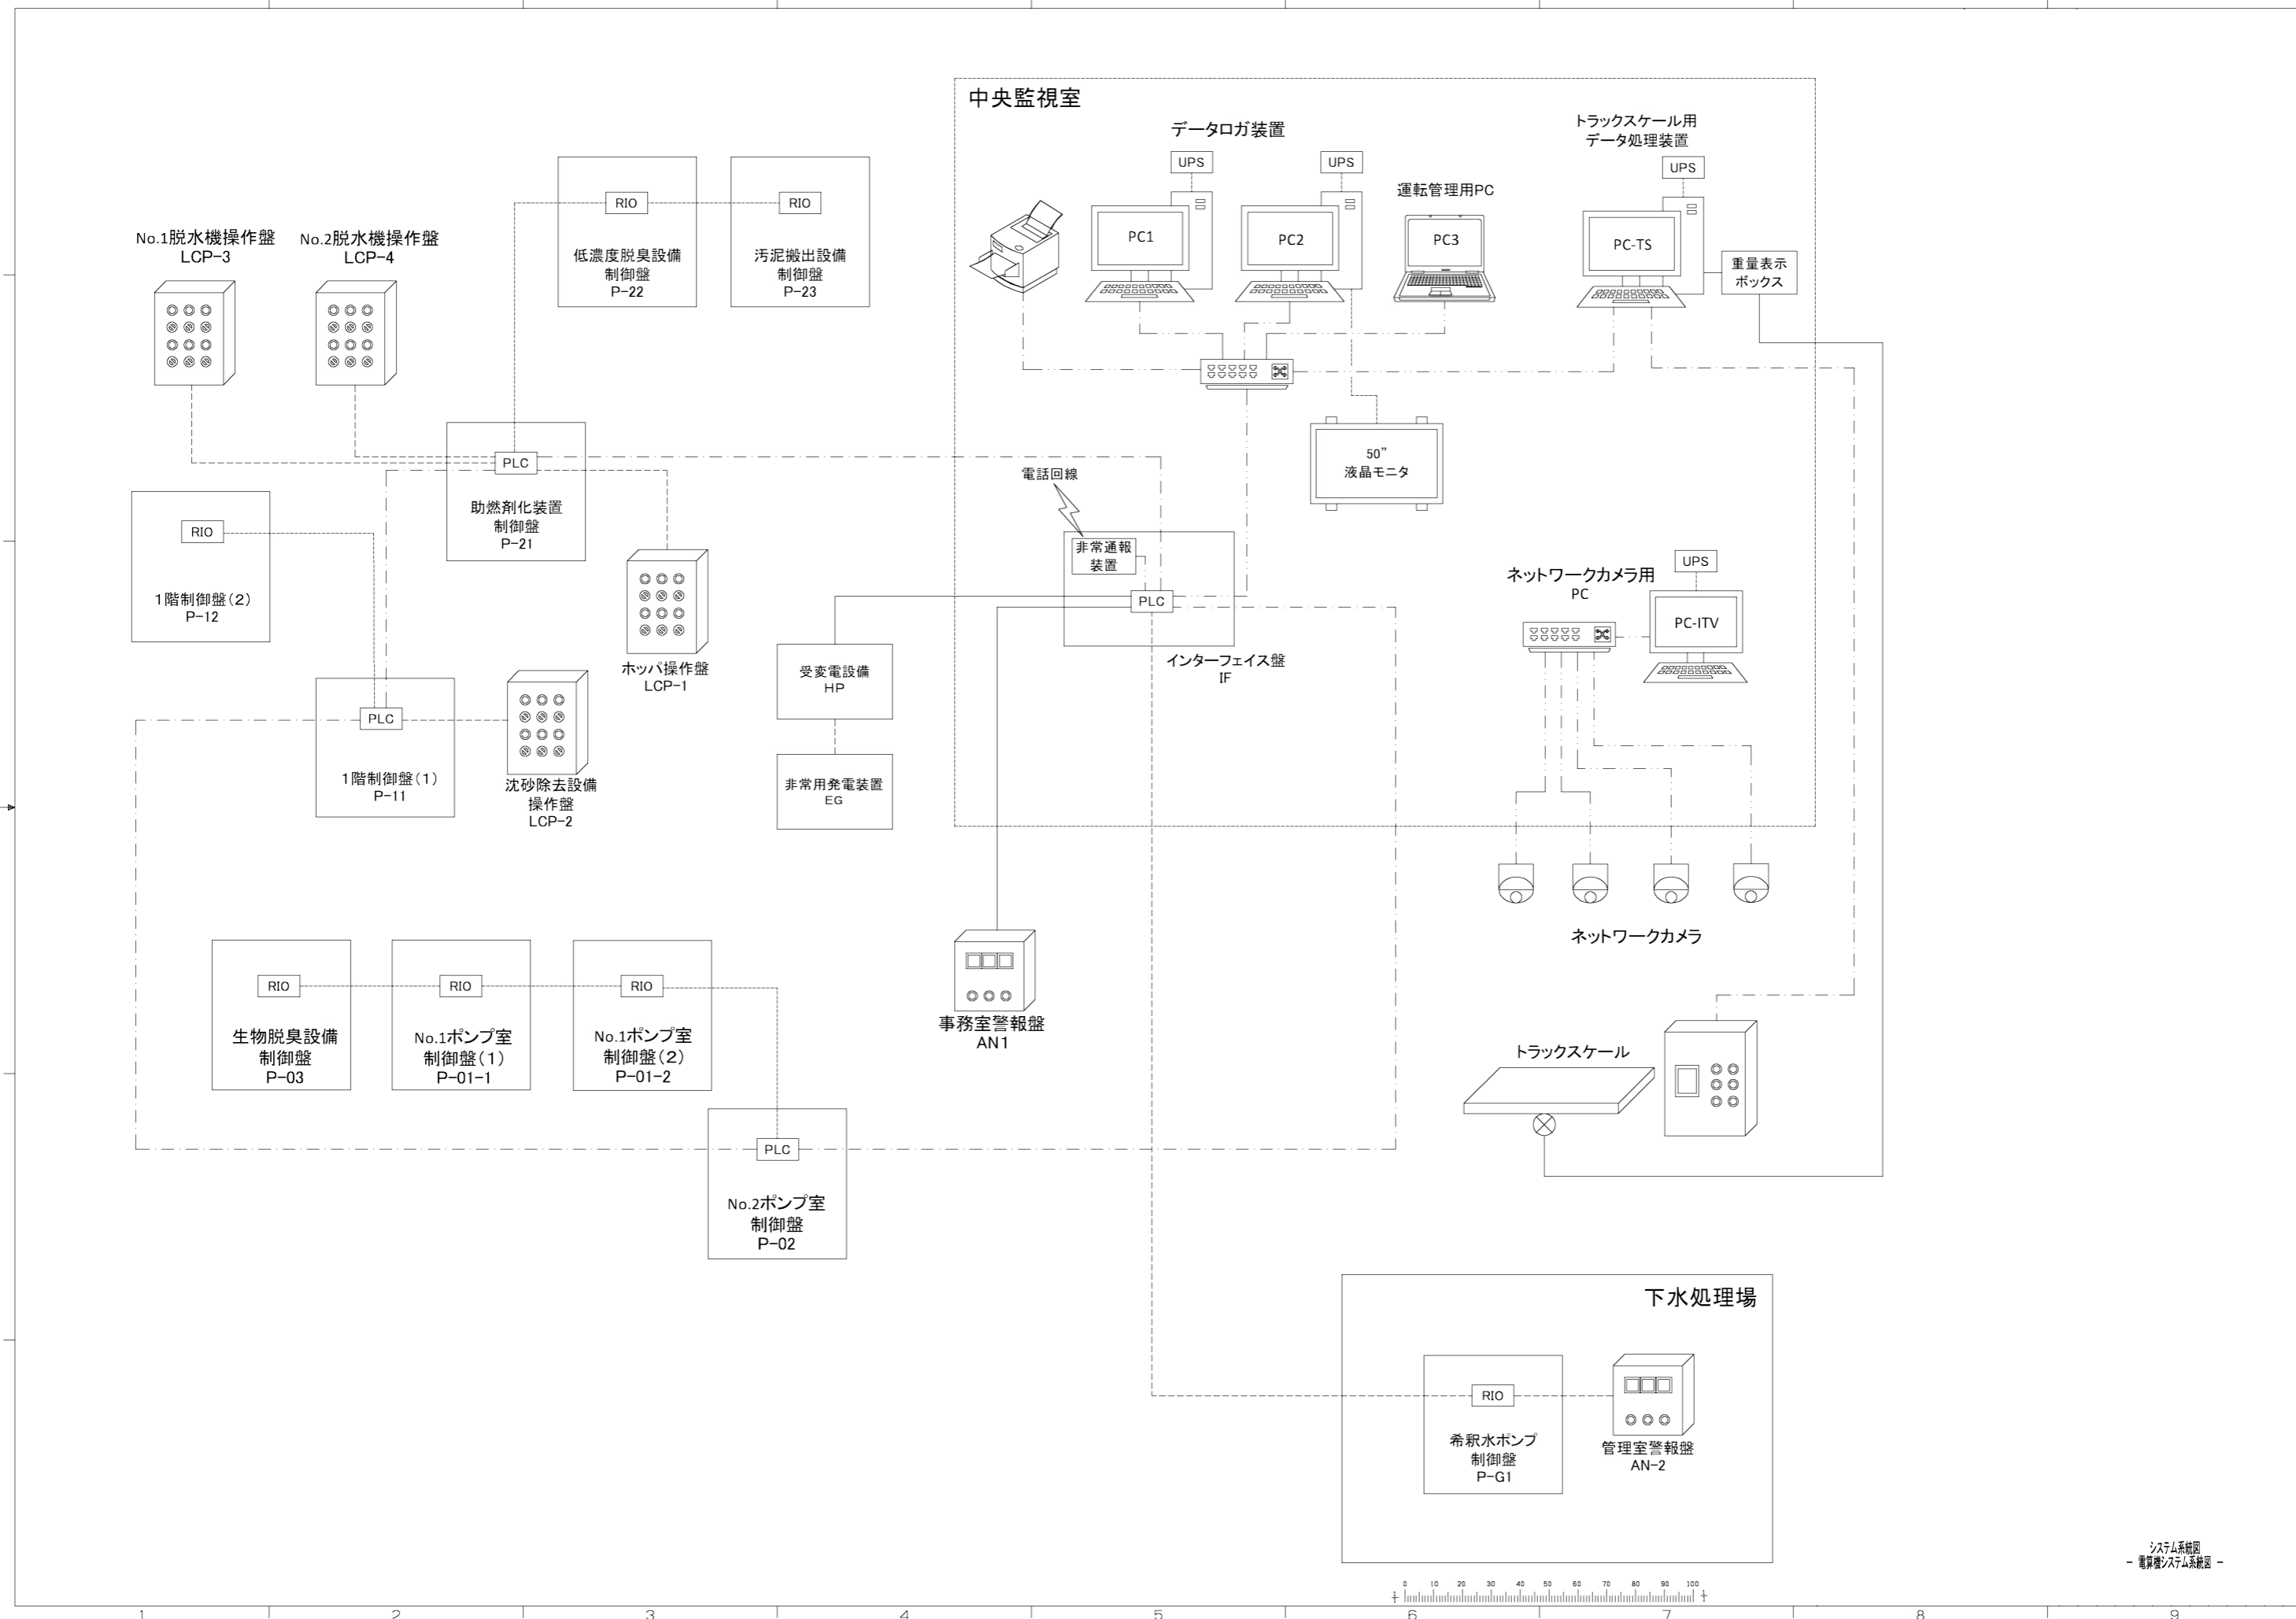 中央監視室
データロガ装置
UPS
UPS
PC1
PC2
運転管理用PC
PC3
トラックスケール用
データ処理装置
UPS
PC-TS
重量表示
ボックス
50”
液晶モニタ
No.1脱水機操作盤
LCP-3
No.2脱水機操作盤
LCP-4
RIO
低濃度脱臭設備
制御盤
P-22
RIO
汚泥搬出設備
制御盤
P-23
PLC
助燃剤化装置
制御盤
P-21
RIO
1階制御盤(2)
P-12
ホッパ操作盤
LCP-1
PLC
1階制御盤(1)
P-11
沈砂除去設備
操作盤
LCP-2
電話回線
非常通報
装置
PLC
インターフェイス盤
IF
受変電設備
HP
非常用発電装置
EG
ネットワークカメラ用
PC
UPS
PC-ITV
ネットワークカメラ
RIO
生物脱臭設備
制御盤
P-03
RIO
No.1ポンプ室
制御盤(1)
P-01-1
RIO
No.1ポンプ室
制御盤(2)
P-01-2
PLC
No.2ポンプ室
制御盤
P-02
事務室警報盤
AN1
トラックスケール
下水処理場
RIO
希釈水ポンプ
制御盤
P-G1
管理室警報盤
AN-2
システム系統図
- 電算機システム系統図 -
0 10 20 30 40 50 60 70 80 90 100
1 2 3 4 5 6 7 8 9